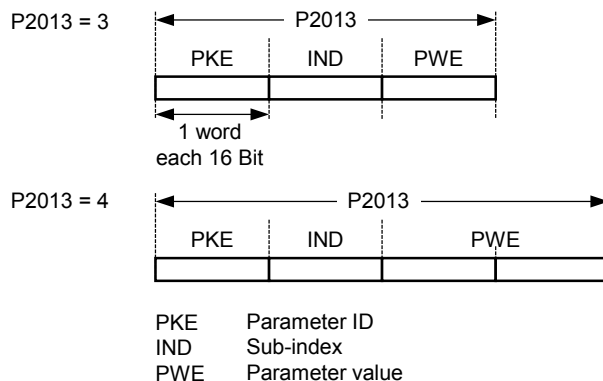 P2013 = 3 P2013
PKE IND PWE
1 word
each 16 Bit
P2013 = 4 P2013
PKE IND PWE
PKE Parameter ID
IND Sub-index
PWE Parameter value